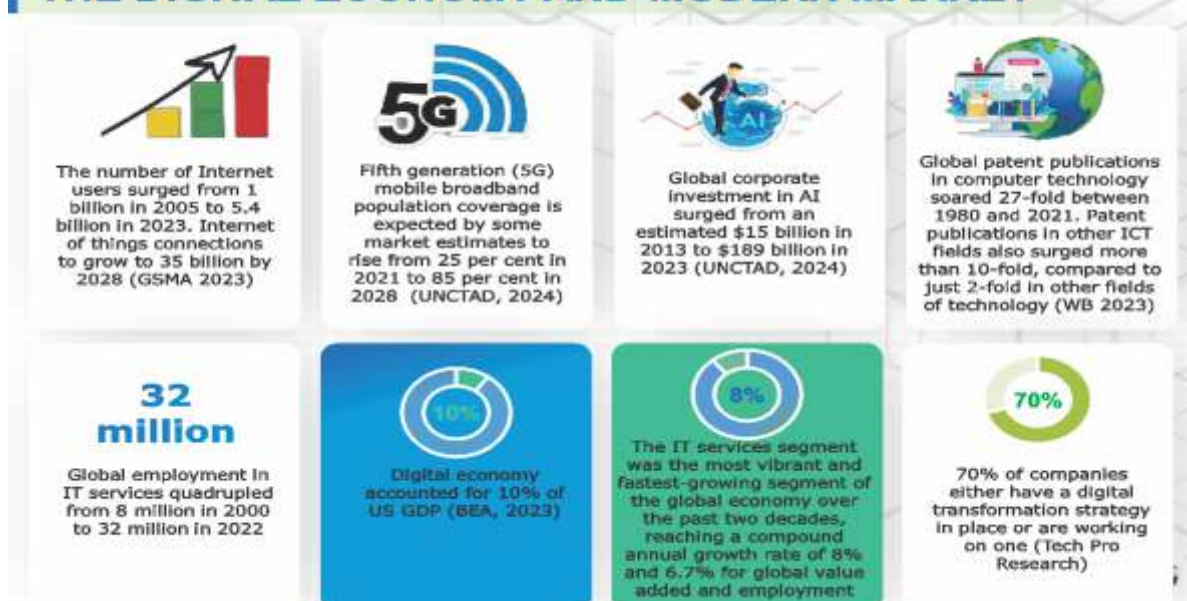 THE DIGITAL ECONOMY AND MODERN MARKET
5G
AI
The number of Internet
users surged from 1
billion in 2005 to 5.4
billion in 2023. Internet
of things connections
to grow to 35 billion by
2028 (GSMA 2023)
Fifth generation (5G)
mobile broadband
population coverage is
expected by some
market estimates to
rise from 25 per cent in
2021 to 85 per cent in
2028 (UNCTAD, 2024)
Global corporate
investment in AI
surged from an
estimated $15 billion in
2013 to $189 billion in
2023 (UNCTAD, 2024)
Global patent publications
in computer technology
soared 27-fold between
1980 and 2021. Patent
publications in other ICT
fields also surged more
than 10-fold, compared to
just 2-fold in other fields
of technology (WB 2023)
32
million
Global employment in
IT services quadrupled
from 8 million in 2000
to 32 million in 2022
10%
Digital economy
accounted for 10% of
US GDP (BEA, 2023)
8%
The IT services segment
was the most vibrant and
fastest-growing segment of
the global economy over
the past two decades,
reaching a compound
annual growth rate of 8%
and 6.7% for global value
added and employment
70%
70% of companies
either have a digital
transformation strategy
in place or are working
on one (Tech Pro
Research)